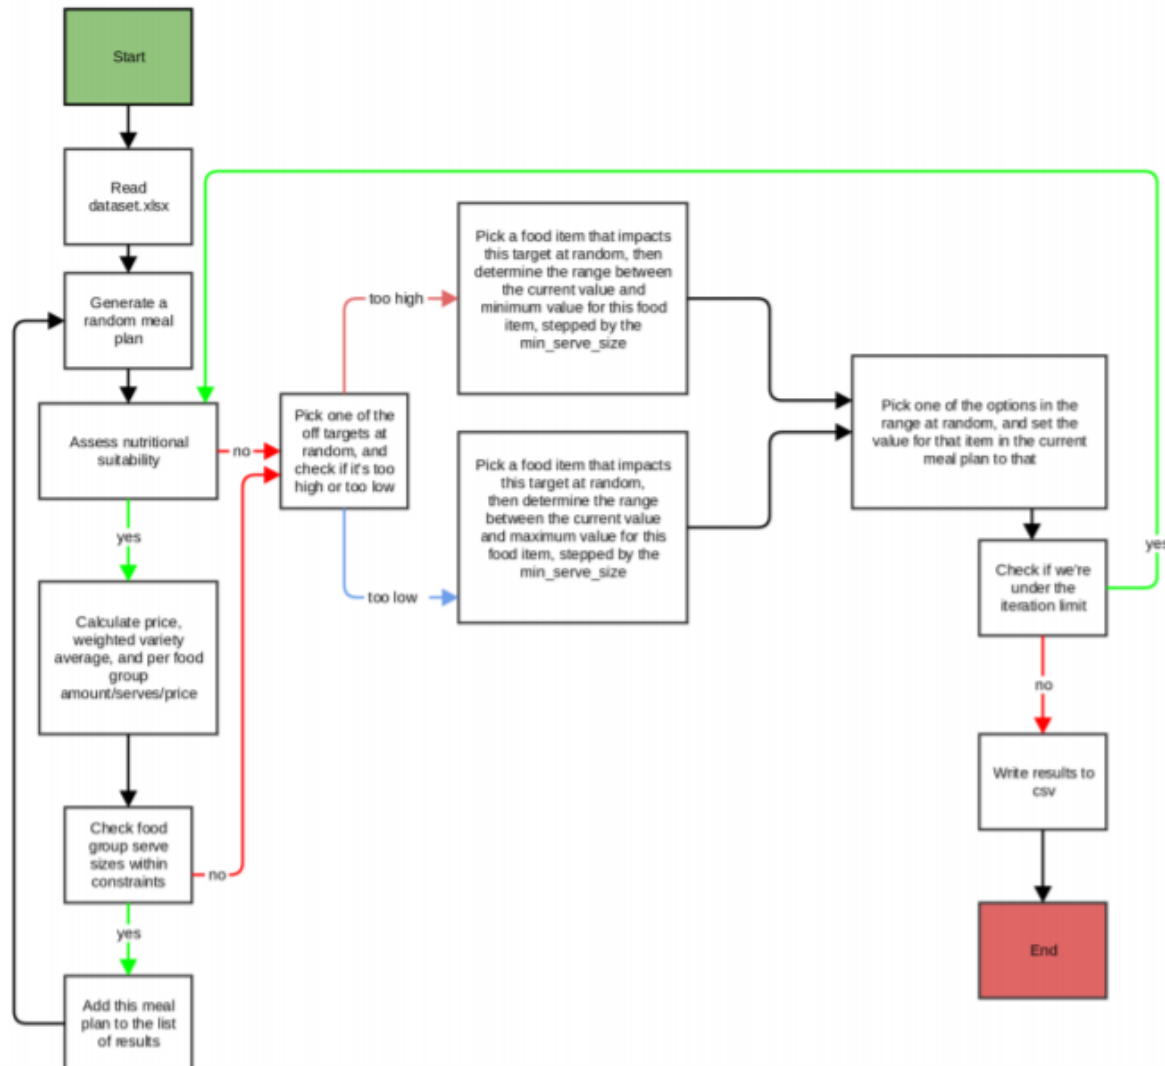 Start
Read
dataset.xlsx
Generate a
random meal
plan
Assess nutritional
suitability
no
yes
Calculate price,
weighted variety
average, and per food
group
amount/serves/price
Check food
group serve
sizes within
constraints
no
yes
Add this meal
plan to the list
of results
Pick one of the
off targets at
random, and
check if it's too
high or too low
too high
too low
Pick a food item that impacts
this target at random, then
determine the range between
the current value and
minimum value for this food
item, stepped by the
min_serve_size
Pick a food item that impacts
this target at random,
then determine the range
between the current value
and maximum value for this
food item, stepped by the
min_serve_size
Pick one of the options in the
range at random, and set the
value for that item in the current
meal plan to that
Check if we're
under the
iteration limit
yes
no
Write results to
csv
End